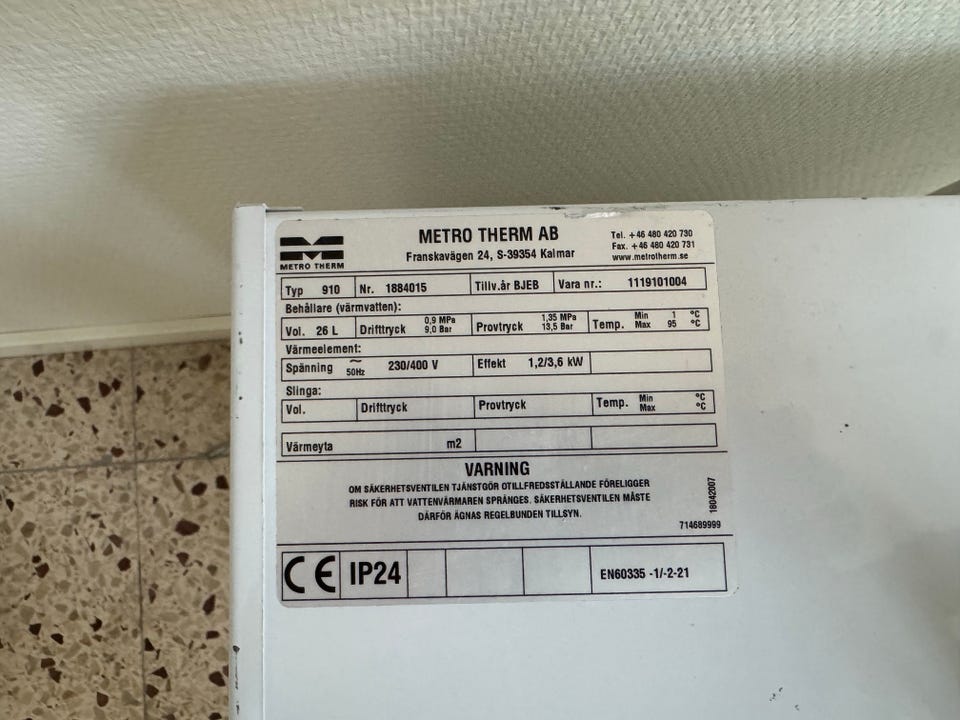 METRO THERM
METRO THERM AB
Franskavägen 24, S-39354 Kalmar
Tel. +46 480 420 730
Fax. +46 480 420 731
www.metrotherm.se
Typ 910 Nr. 1884015 Tillv.år BJEB Vara nr.: 1119101004
Behållare (värmvatten):
Vol. 26 L Drifttryck 0,9 MPa 9,0 Bar Provtryck 1,35 MPa 13,5 Bar Temp. Min 1 °C Max 95 °C
Värmeelement:
Spänning ~ 50Hz 230/400 V Effekt 1,2/3,6 kW
Slinga:
Vol. Drifttryck Provtryck Temp. Min °C Max °C
Värmeyta m2
VARNING
OM SÄKERHETSVENTILEN TJÄNSTGÖR OTILLFREDSSTÄLLANDE FÖRELIGGER
RISK FÖR ATT VATTENVÄRMAREN SPRÄNGES. SÄKERHETSVENTILEN MÅSTE
DÄRFÖR ÄGNAS REGELBUNDEN TILLSYN.
18042007
714689999
CE IP24 EN60335 -1/-2-21